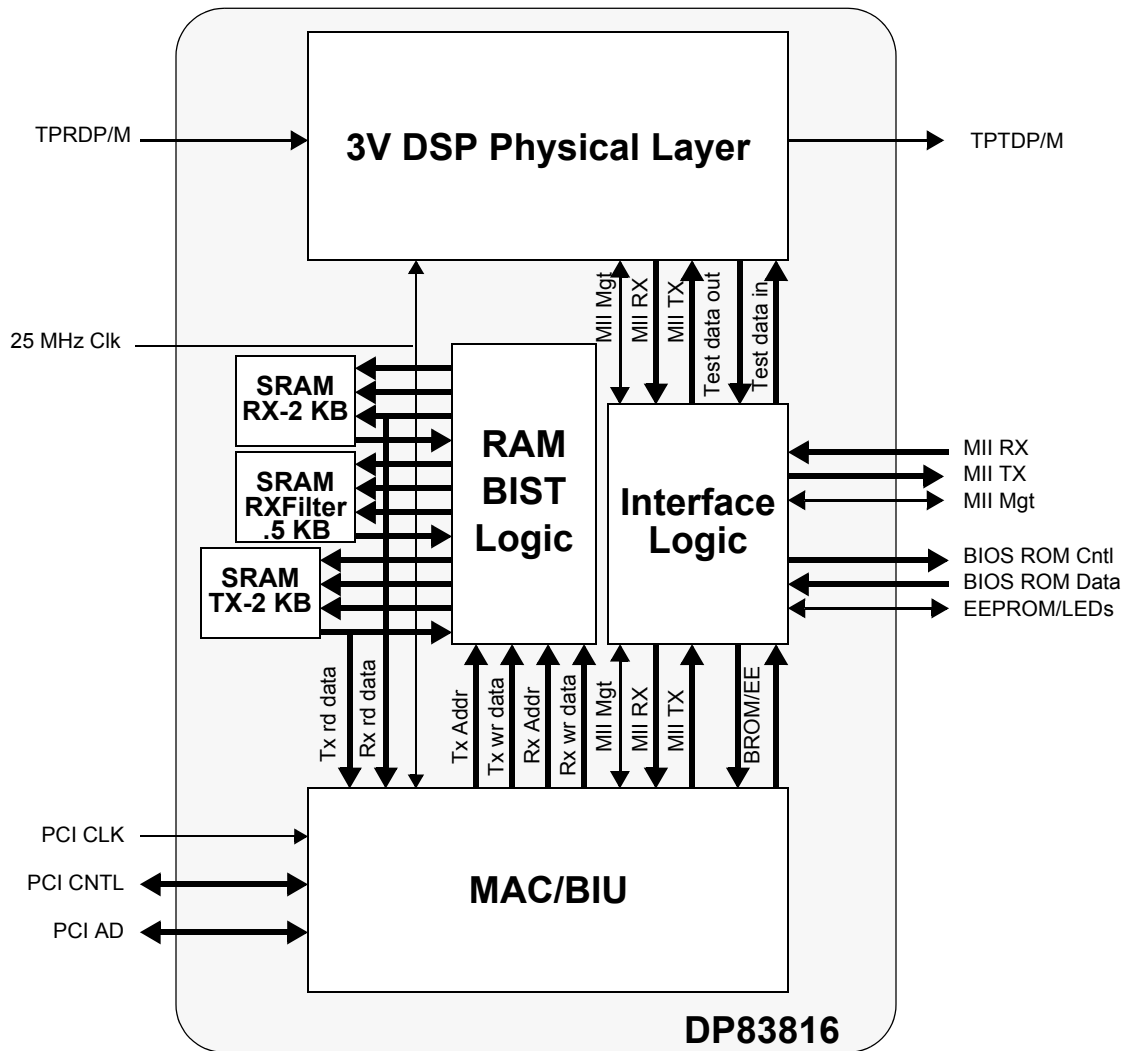 3V DSP Physical Layer
TPRDP/M
TPTDP/M
MII Mgt
MII RX
MII TX
Test data out
Test data in
25 MHz Clk
SRAM
RX-2 KB
SRAM
RXFilter
.5 KB
SRAM
TX-2 KB
RAM
BIST
Logic
Interface
Logic
MII RX
MII TX
MII Mgt
BIOS ROM Cntl
BIOS ROM Data
EEPROM/LEDs
Tx rd data
Rx rd data
Tx Addr
Tx wr data
Rx Addr
Rx wr data
MII Mgt
MII RX
MII TX
BROM/EE
PCI CLK
PCI CNTL
PCI AD
MAC/BIU
DP83816